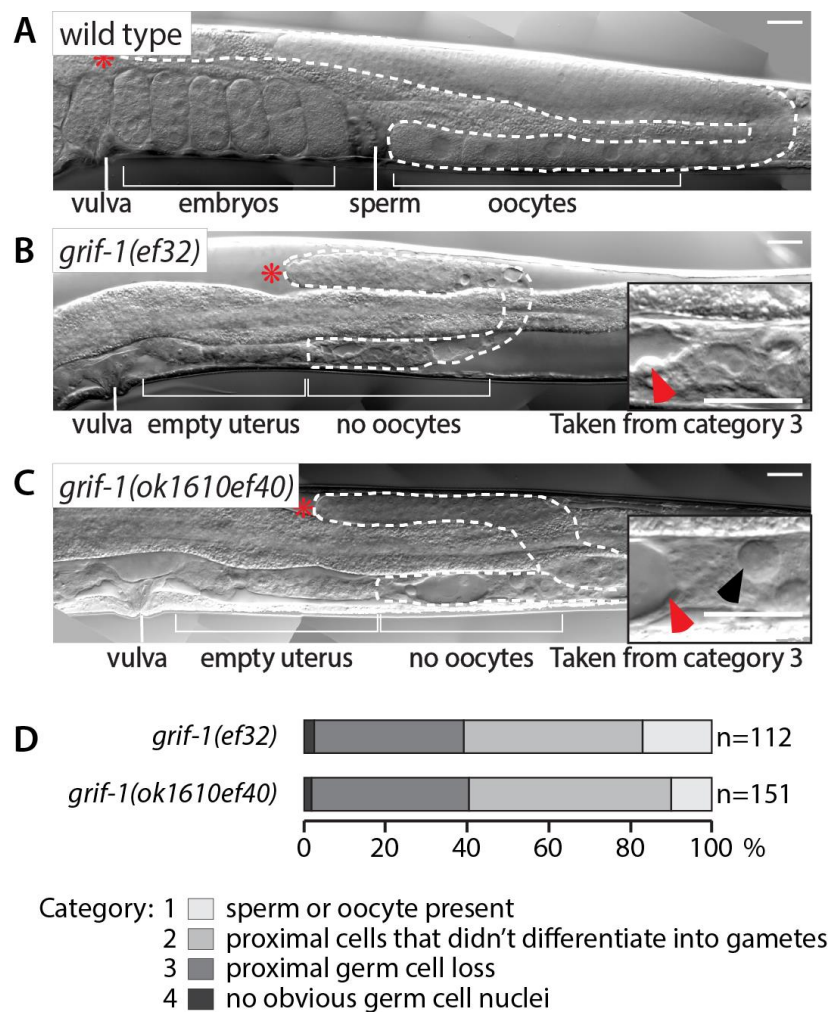 A
wild type
vulva embryos sperm oocytes
B
grif-1(ef32)
vulva empty uterus no oocytes Taken from category 3
C
grif-1(ok1610ef40)
vulva empty uterus no oocytes Taken from category 3
D
grif-1(ef32) n=112
grif-1(ok1610ef40) n=151
0 20 40 60 80 100 %
Category: 1 sperm or oocyte present
2 proximal cells that didn't differentiate into gametes
3 proximal germ cell loss
4 no obvious germ cell nuclei